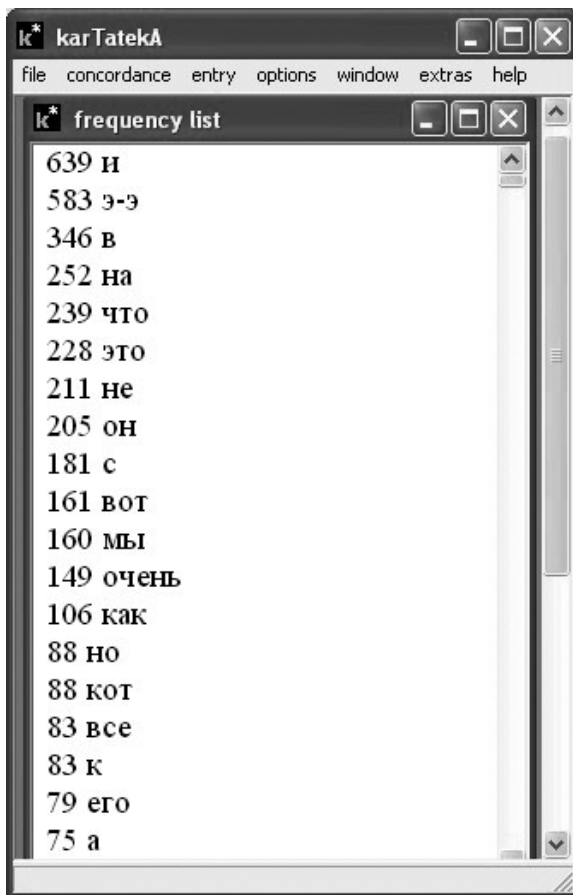 k* karTatekA
file concordance entry options window extras help
k* frequency list
639 и
583 э-э
346 в
252 на
239 что
228 это
211 не
205 он
181 с
161 вот
160 мы
149 очень
106 как
88 но
88 кот
83 все
83 к
79 его
75 а